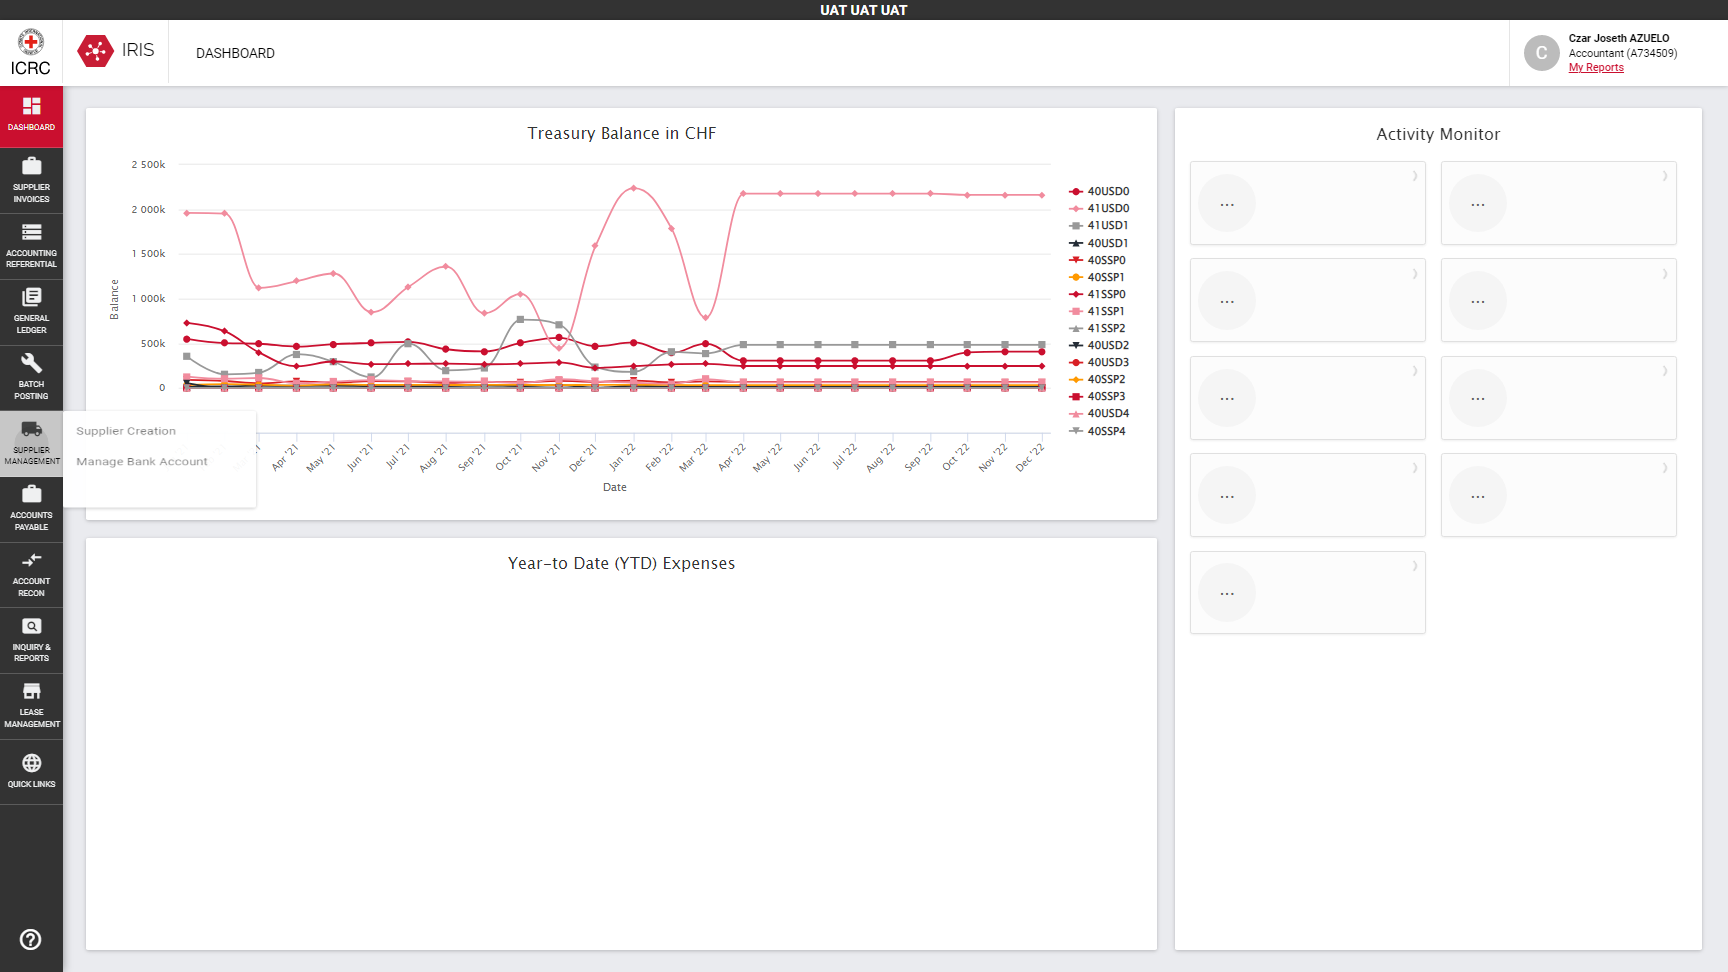 UAT UAT UAT
ICRC
IRIS
DASHBOARD
Czar Joseth AZUELO
Accountant (A734509)
My Reports
C
DASHBOARD
SUPPLIER
INVOICES
ACCOUNTING
REFERENTIAL
GENERAL
LEDGER
BATCH
POSTING
SUPPLIER
MANAGEMENT
ACCOUNTS
PAYABLE
ACCOUNT
RECON
INQUIRY &
REPORTS
LEASE
MANAGEMENT
QUICK LINKS
Supplier Creation
Manage Bank Account
Treasury Balance in CHF
2 500k
2 000k
1 500k
1 000k
500k
0
Balance
Apr '21
May '21
Jun '21
Jul '21
Aug '21
Sep '21
Oct '21
Nov '21
Dec '21
Jan '22
Feb '22
Mar '22
Apr '22
May '22
Jun '22
Jul '22
Aug '22
Sep '22
Oct '22
Nov '22
Dec '22
Date
40USD0
41USD0
41USD1
40USD1
40SSP0
40SSP1
41SSP0
41SSP1
41SSP2
40USD2
40USD3
40SSP2
40SSP3
40USD4
40SSP4
Year-to Date (YTD) Expenses
Activity Monitor
...
...
...
...
...
...
...
...
...